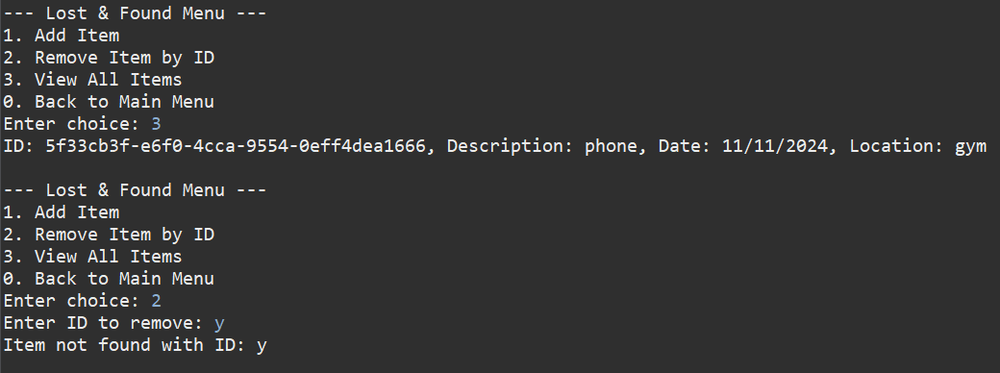 --- Lost & Found Menu ---
1. Add Item
2. Remove Item by ID
3. View All Items
0. Back to Main Menu
Enter choice: 3
ID: 5f33cb3f-e6f0-4cca-9554-0eff4dea1666, Description: phone, Date: 11/11/2024, Location: gym
--- Lost & Found Menu ---
1. Add Item
2. Remove Item by ID
3. View All Items
0. Back to Main Menu
Enter choice: 2
Enter ID to remove: y
Item not found with ID: y